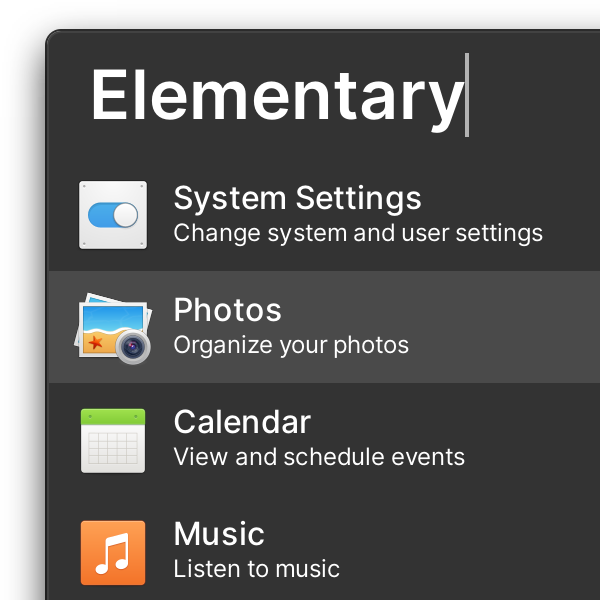 Elementary
System Settings
Change system and user settings
Photos
Organize your photos
Calendar
View and schedule events
Music
Listen to music